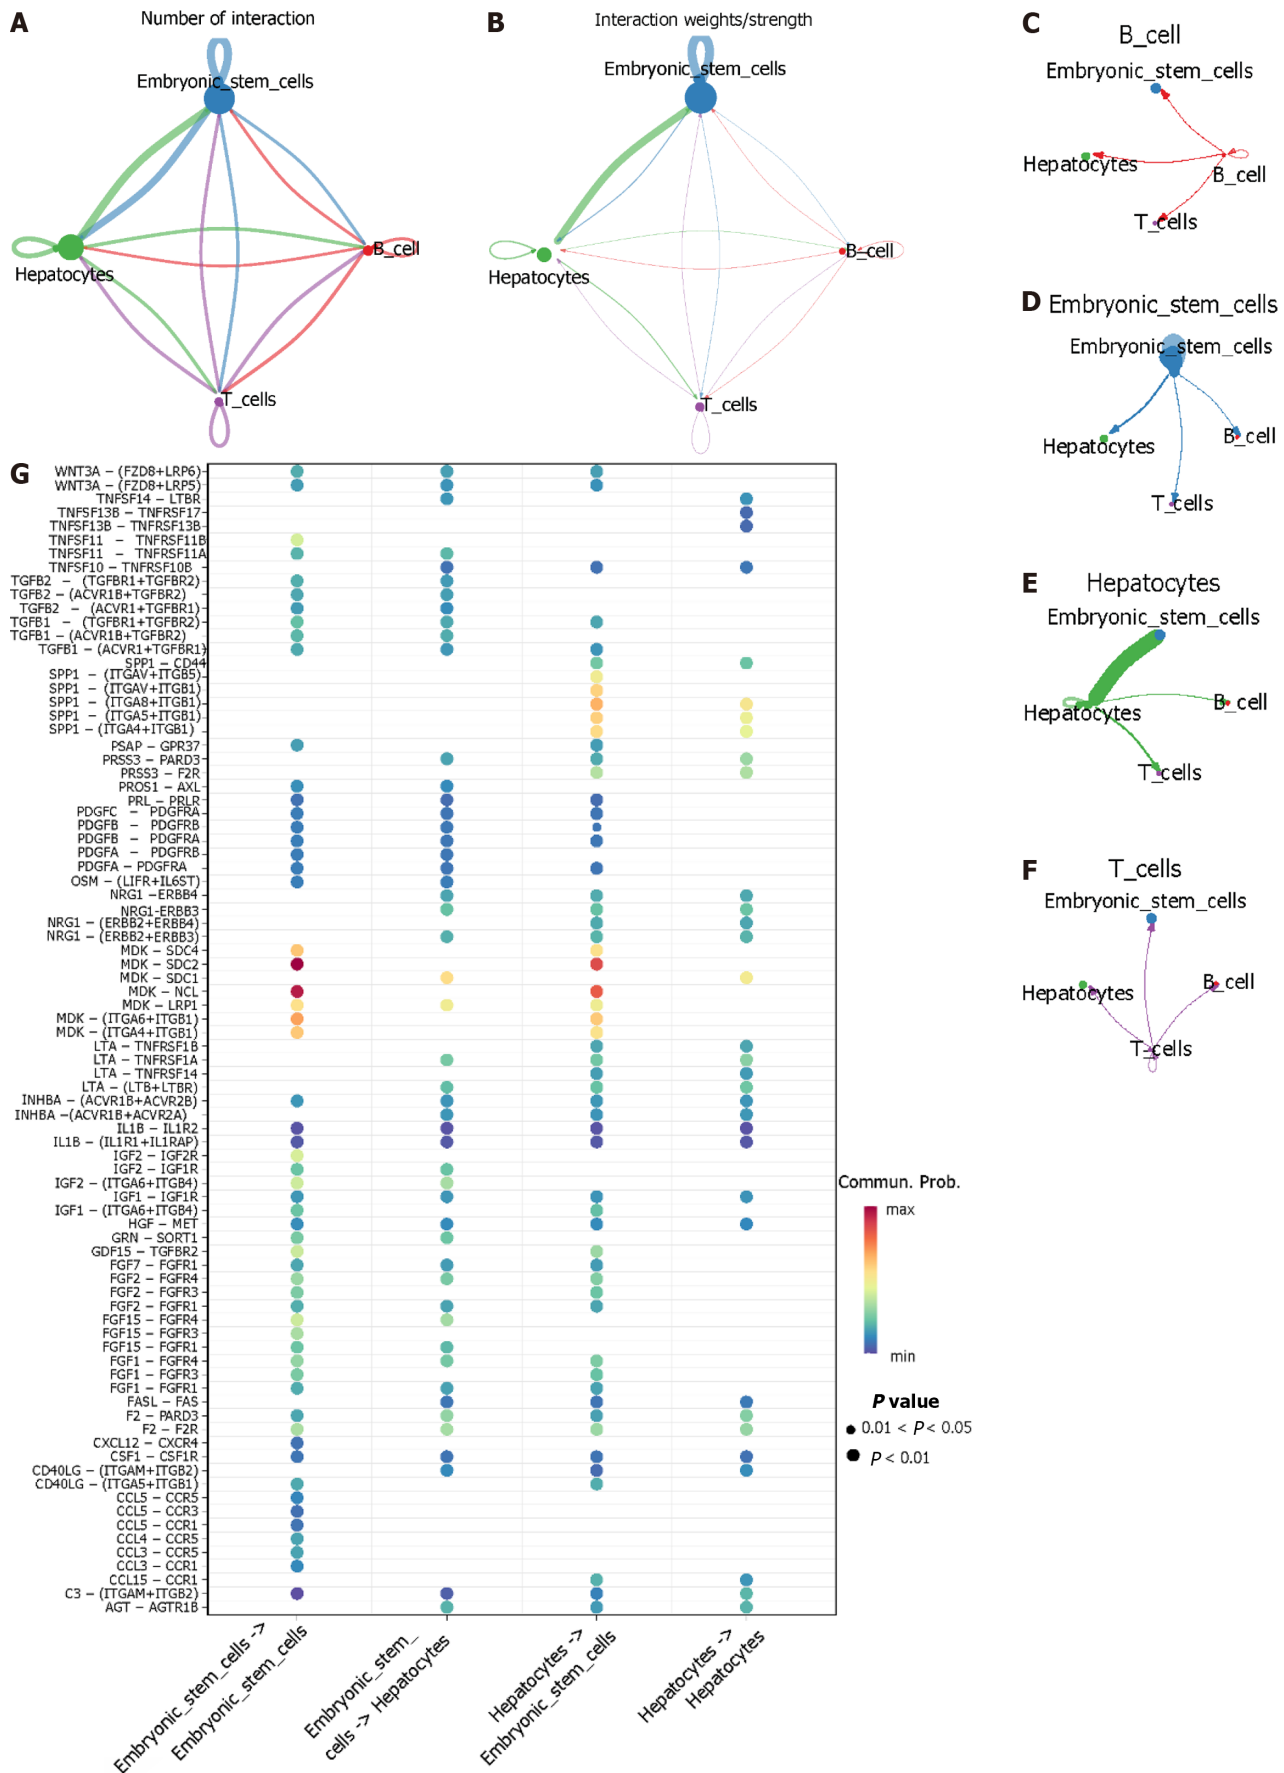 A
Number of interaction
Embryonic_stem_cells
Hepatocytes
B_cell
T_cells
B
Interaction weights/strength
Embryonic_stem_cells
Hepatocytes
B_cell
T_cells
C
B_cell
Embryonic_stem_cells
Hepatocytes
B_cell
T_cells
D
Embryonic_stem_cells
Embryonic_stem_cells
Hepatocytes
B_cell
T_cells
E
Hepatocytes
Embryonic_stem_cells
Hepatocytes
B_cell
T_cells
F
T_cells
Embryonic_stem_cells
Hepatocytes
B_cell
T_cells
G
WNT3A – (FZD8+LRP6)
WNT3A – (FZD8+LRP5)
TNFSF14 – LTBR
TNFSF13B – TNFRSF17
TNFSF13B – TNFRSF13B
TNFSF11 – TNFRSF11B
TNFSF11 – TNFRSF11A
TNFSF10 – TNFRSF10B
TGFB2 – (TGFBR1+TGFBR2)
TGFB2 – (ACVR1B+TGFBR2)
TGFB2 – (ACVR1+TGFBR1)
TGFB1 – (TGFBR1+TGFBR2)
TGFB1 – (ACVR1B+TGFBR2)
TGFB1 – (ACVR1+TGFBR1)
SPP1 – CD44
SPP1 – (ITGAV+ITGB5)
SPP1 – (ITGAV+ITGB1)
SPP1 – (ITGA8+ITGB1)
SPP1 – (ITGA5+ITGB1)
SPP1 – (ITGA4+ITGB1)
PSAP – GPR37
PRSS3 – PARD3
PRSS3 – F2R
PROS1 – AXL
PRL – PRLR
PDGFC – PDGFRA
PDGFB – PDGFRB
PDGFB – PDGFRA
PDGFA – PDGFRB
PDGFA – PDGFRA
OSM – (LIFR+IL6ST)
NRG1 –ERBB4
NRG1-ERBB3
NRG1 – (ERBB2+ERBB4)
NRG1 – (ERBB2+ERBB3)
MDK – SDC4
MDK – SDC2
MDK – SDC1
MDK – NCL
MDK – LRP1
MDK – (ITGA6+ITGB1)
MDK – (ITGA4+ITGB1)
LTA – TNFRSF1B
LTA – TNFRSF1A
LTA – TNFRSF14
LTA – (LTB+LTBR)
INHBA – (ACVR1B+ACVR2B)
INHBA –(ACVR1B+ACVR2A)
IL1B – IL1R2
IL1B – (IL1R1+IL1RAP)
IGF2 – IGF2R
IGF2 – IGF1R
IGF2 – (ITGA6+ITGB4)
IGF1 – IGF1R
IGF1 – (ITGA6+ITGB4)
HGF – MET
GRN – SORT1
GDF15 – TGFBR2
FGF7 – FGFR1
FGF2 – FGFR4
FGF2 – FGFR3
FGF2 – FGFR1
FGF15 – FGFR4
FGF15 – FGFR3
FGF15 – FGFR1
FGF1 – FGFR4
FGF1 – FGFR3
FGF1 – FGFR1
FASL – FAS
F2 – PARD3
F2 – F2R
CXCL12 – CXCR4
CSF1 – CSF1R
CD40LG – (ITGAM+ITGB2)
CD40LG – (ITGA5+ITGB1)
CCL5 – CCR5
CCL5 – CCR3
CCL5 – CCR1
CCL4 – CCR5
CCL3 – CCR5
CCL3 – CCR1
CCL15 – CCR1
C3 – (ITGAM+ITGB2)
AGT – AGTR1B
Embryonic_stem_cells ->
Embryonic_stem_cells
Embryonic_stem_
cells -> Hepatocytes
Hepatocytes ->
Embryonic_stem_cells
Hepatocytes ->
Hepatocytes
Commun. Prob.
max
min
P value
0.01 < P < 0.05
P < 0.01